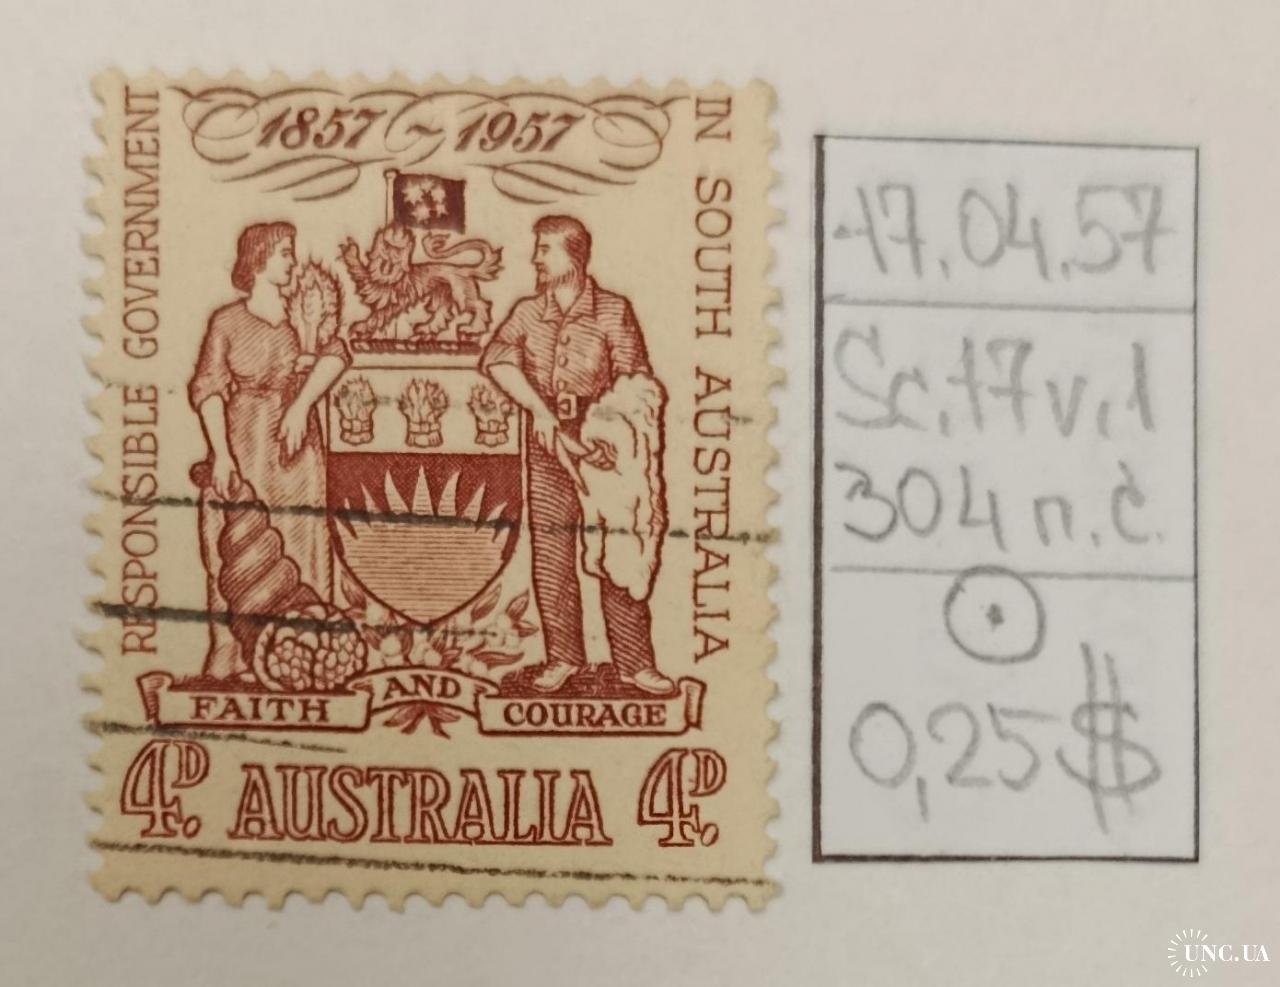 1857 ~ 1957
RESPONSIBLE GOVERNMENT
IN SOUTH AUSTRALIA
FAITH AND COURAGE
4D. AUSTRALIA 4D.
17.04.57
Sc.17v.1
304 п.с.
0,25$
UNC.UA